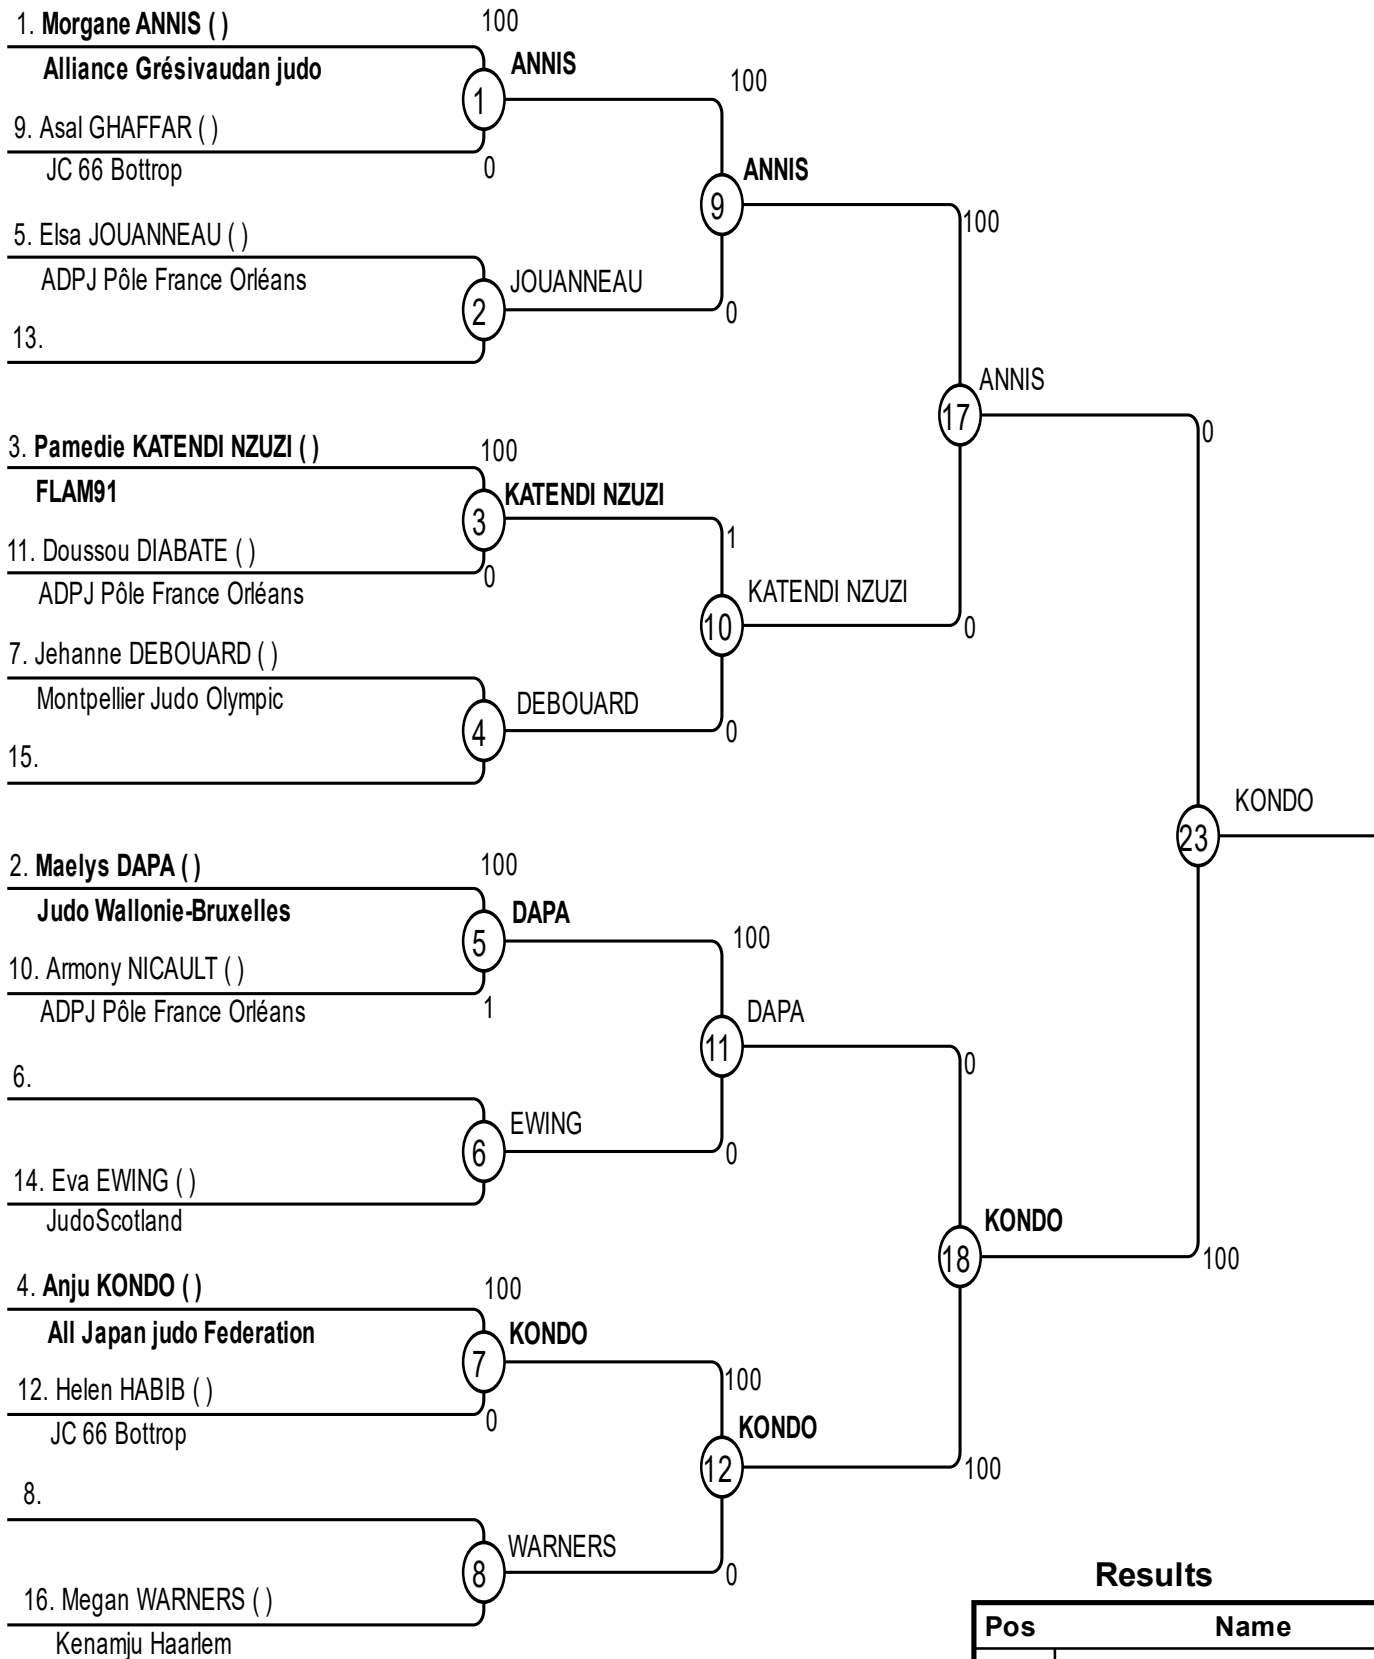 1. Morgane ANNIS ( )
100
Alliance Grésivaudan judo
ANNIS
1
100
9. Asal GHAFFAR ( )
JC 66 Bottrop
0
ANNIS
9
100
5. Elsa JOUANNEAU ( )
ADPJ Pôle France Orléans
JOUANNEAU
2
0
13.
ANNIS
17
0
3. Pamedie KATENDI NZUZI ( )
100
FLAM91
KATENDI NZUZI
3
1
11. Doussou DIABATE ( )
0
ADPJ Pôle France Orléans
KATENDI NZUZI
10
0
7. Jehanne DEBOUARD ( )
Montpellier Judo Olympic
DEBOUARD
4
0
15.
KONDO
23
2. Maelys DAPA ( )
100
Judo Wallonie-Bruxelles
DAPA
5
100
10. Armony NICAULT ( )
ADPJ Pôle France Orléans
1
DAPA
11
0
6.
EWING
6
0
14. Eva EWING ( )
JudoScotland
KONDO
18
100
4. Anju KONDO ( )
100
All Japan judo Federation
KONDO
7
100
12. Helen HABIB ( )
0
JC 66 Bottrop
KONDO
12
100
8.
WARNERS
8
0
16. Megan WARNERS ( )
Kenamju Haarlem
Results
Pos Name